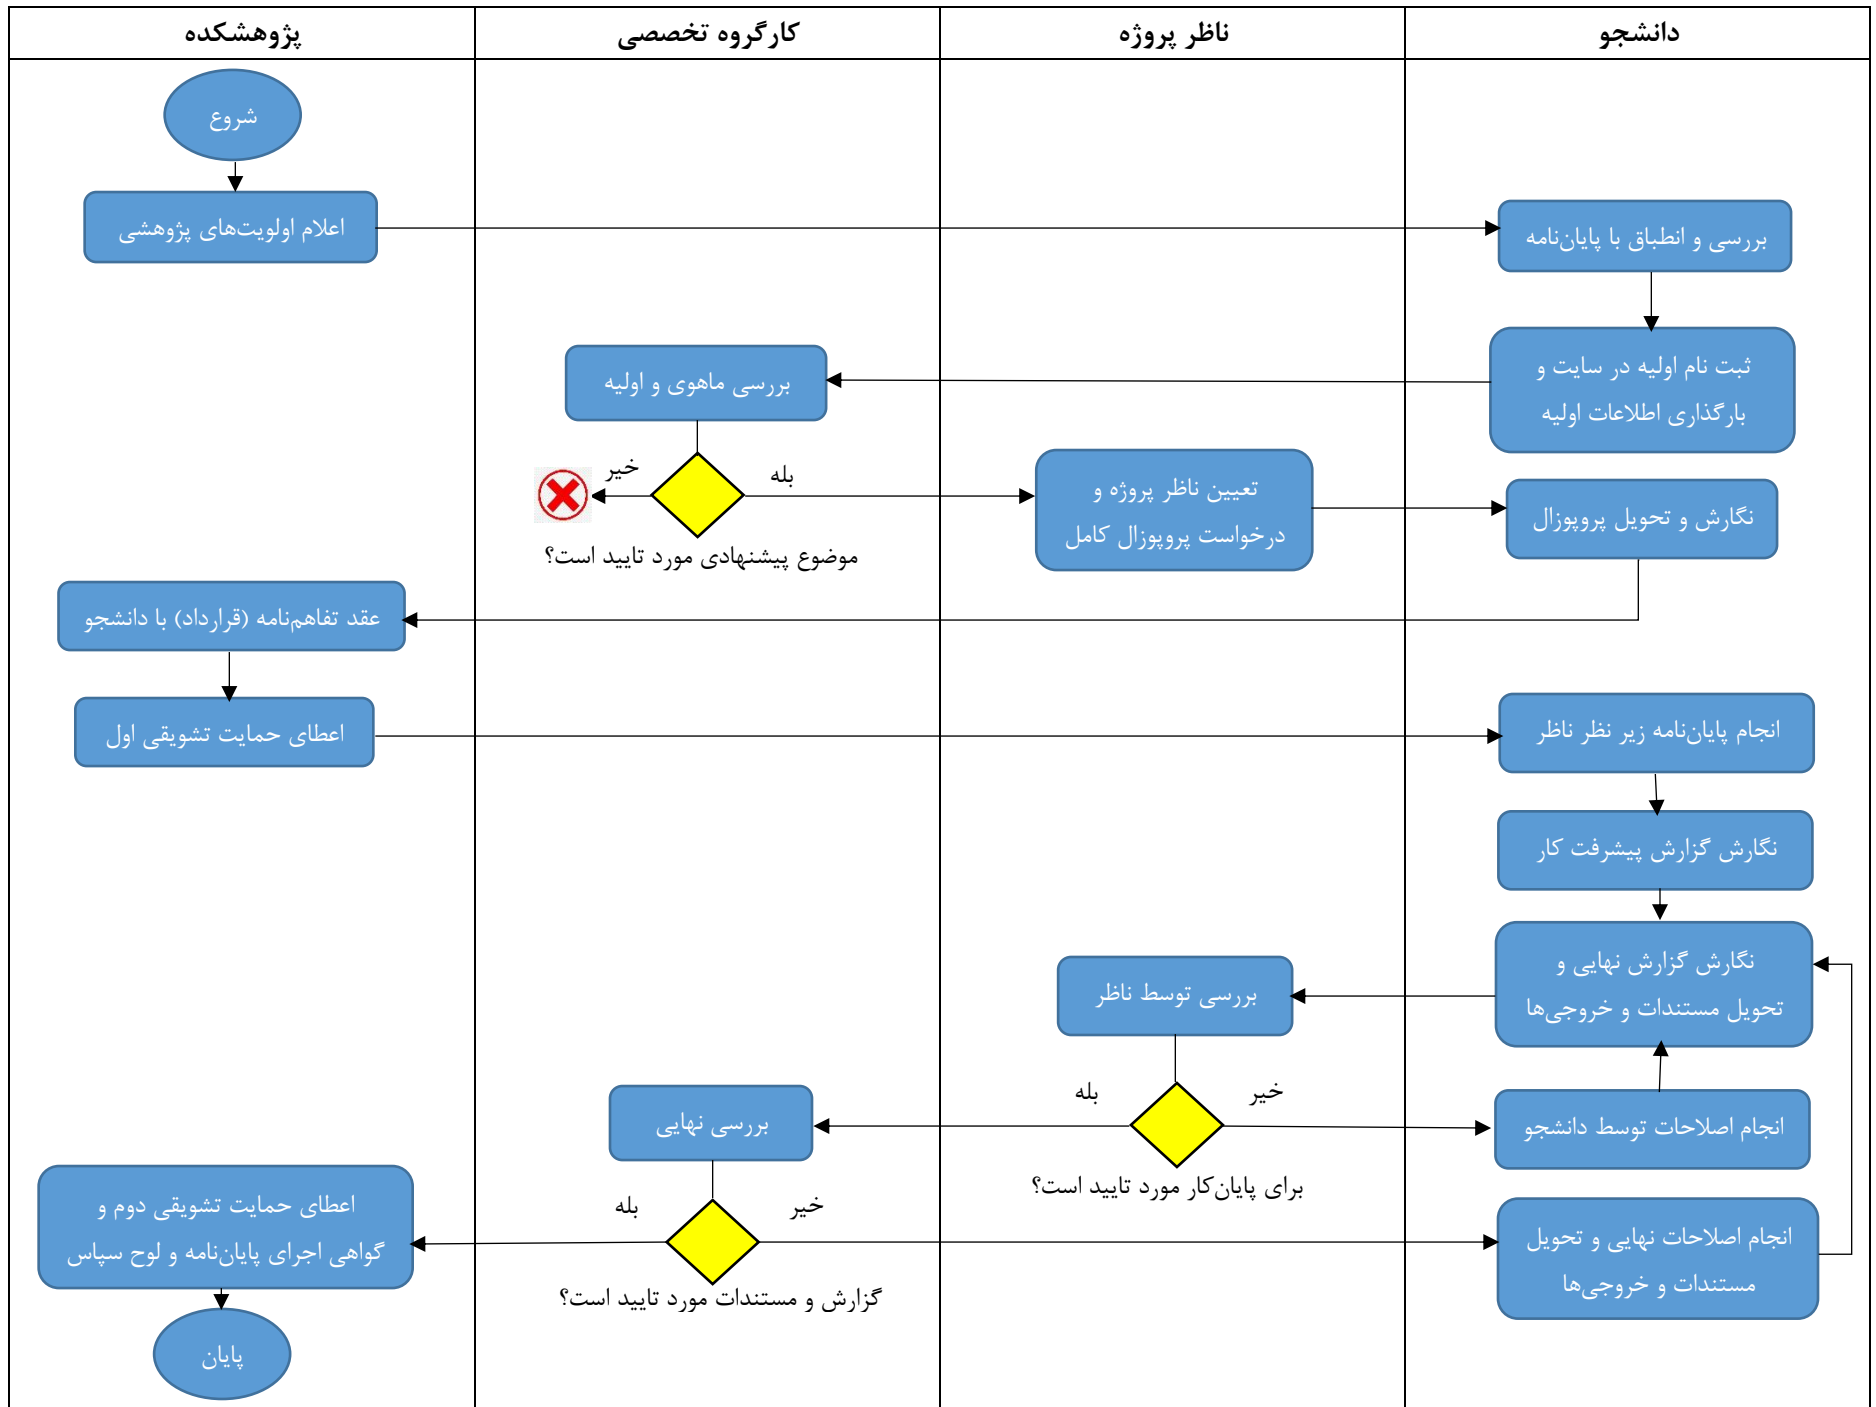 دانشجو
ناظر پروژه
کارگروه تخصصی
پژوهشکده
شروع
اعلام اولویت‌های پژوهشی
بررسی و انطباق با پایان‌نامه
ثبت نام اولیه در سایت و
بارگذاری اطلاعات اولیه
بررسی ماهوی و اولیه
خیر
بله
موضوع پیشنهادی مورد تایید است؟
تعیین ناظر پروژه و
درخواست پروپوزال کامل
نگارش و تحویل پروپوزال
عقد تفاهم‌نامه (قرارداد) با دانشجو
اعطای حمایت تشویقی اول
انجام پایان‌نامه زیر نظر ناظر
نگارش گزارش پیشرفت کار
نگارش گزارش نهایی و
تحویل مستندات و خروجی‌ها
بررسی توسط ناظر
خیر
بله
برای پایان‌کار مورد تایید است؟
انجام اصلاحات توسط دانشجو
بررسی نهایی
خیر
بله
گزارش و مستندات مورد تایید است؟
انجام اصلاحات نهایی و تحویل
مستندات و خروجی‌ها
اعطای حمایت تشویقی دوم و
گواهی اجرای پایان‌نامه و لوح سپاس
پایان